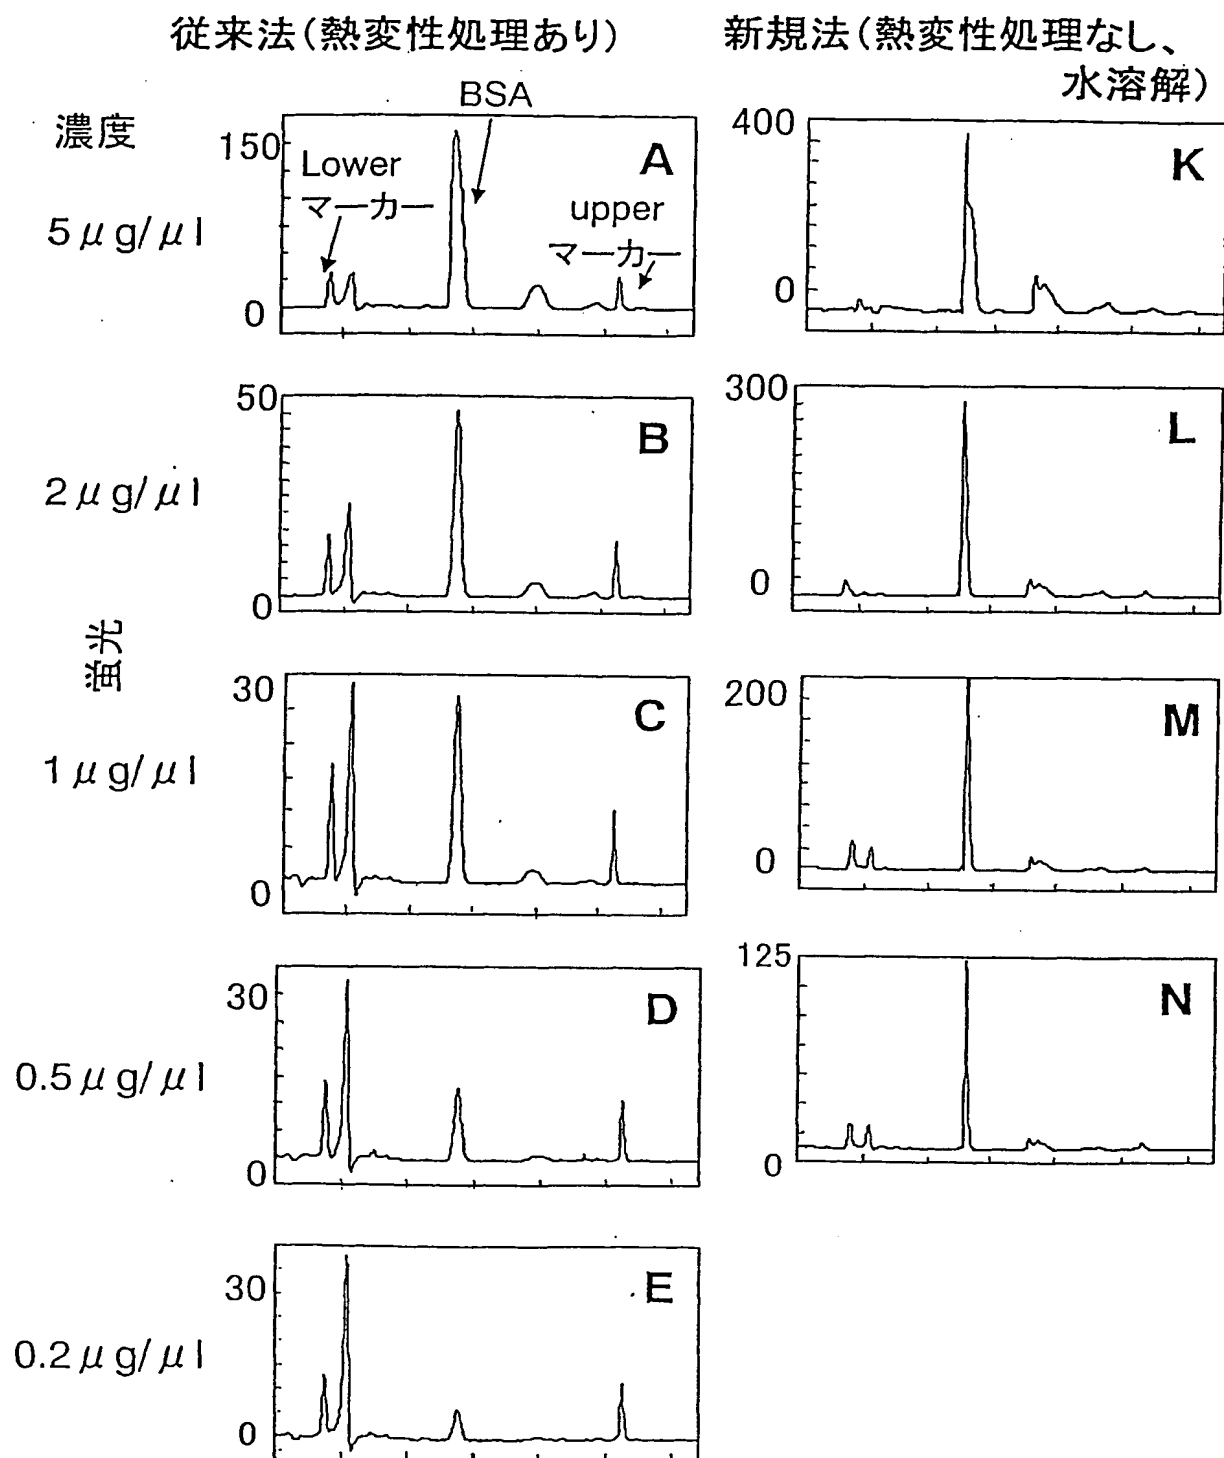 従来法（熱変性処理あり）
新規法（熱変性処理なし、
水溶解）
濃度
5μg/μl
150
0
Lower
マーカー
BSA
upper
マーカー
A
400
0
K
2μg/μl
50
0
B
300
0
L
蛍光
1μg/μl
30
0
C
200
0
M
0.5μg/μl
30
0
D
125
0
N
0.2μg/μl
30
0
E